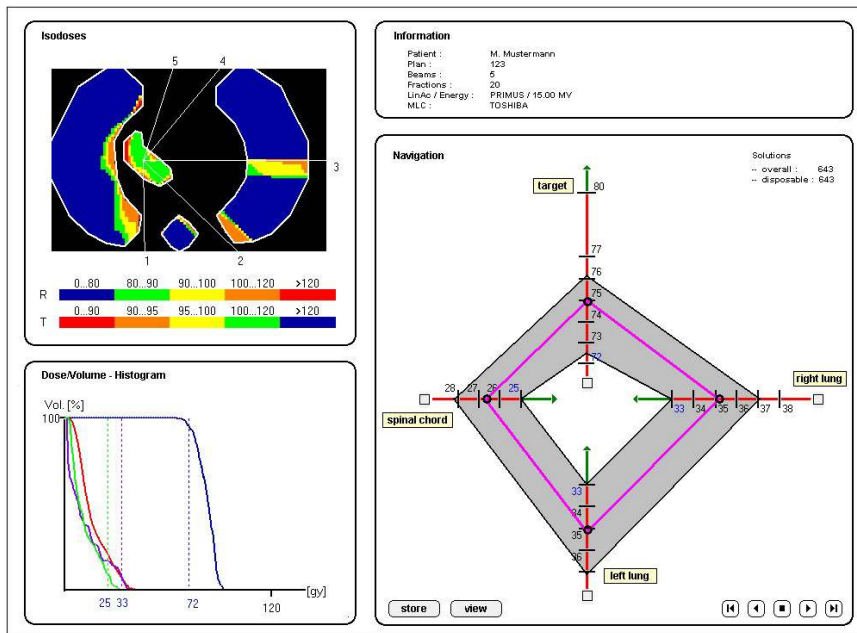 Isodoses
5 4
3
1 2
0...80 80...90 90...100 100...120 >120
R
0...90 90...95 95...100 100...120 >120
T
Dose/Volume - Histogram
Vol. [%]
100
[gy]
25 33 72 120
Information
Patient : M. Mustermann
Plan : 123
Beams : 5
Fractions : 20
LinAc / Energy : PRIMUS / 15.00 MV
MLC : TOSHIBA
Navigation
Solutions
-- overall : 643
-- disposable : 643
target
80
77
76
75
74
73
72
right lung
28 27 26 25
33 34 35 36 37 38
spinal chord
33
34
35
36
left lung
store view